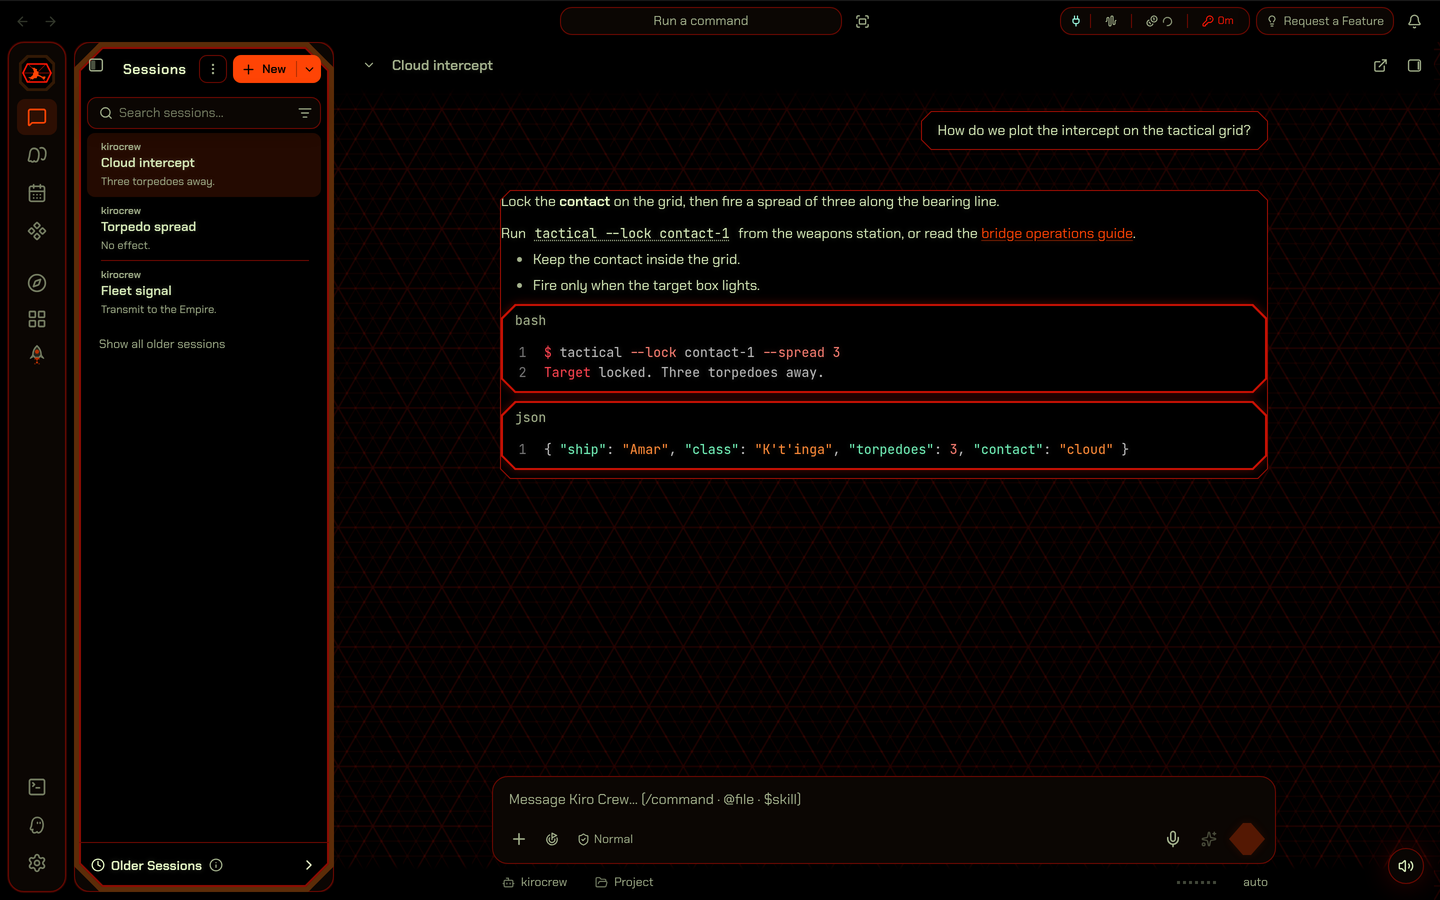 Run a command
0m
Request a Feature
Sessions
New
Search sessions...
kirocrew
Cloud intercept
Three torpedoes away.
kirocrew
Torpedo spread
No effect.
kirocrew
Fleet signal
Transmit to the Empire.
Show all older sessions
Older Sessions
Cloud intercept
How do we plot the intercept on the tactical grid?
Lock the contact on the grid, then fire a spread of three along the bearing line.
Run tactical --lock contact-1 from the weapons station, or read the bridge operations guide.
• Keep the contact inside the grid.
• Fire only when the target box lights.
bash
1 $ tactical --lock contact-1 --spread 3
2 Target locked. Three torpedoes away.
json
1 { "ship": "Amar", "class": "K't'inga", "torpedoes": 3, "contact": "cloud" }
Message Kiro Crew... (/command · @file · $skill)
Normal
kirocrew
Project
auto